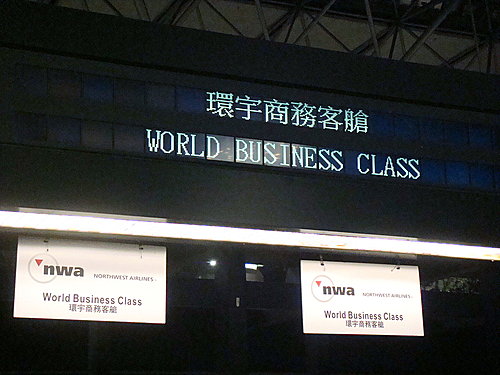 環宇商務客艙
WORLD BUSINESS CLASS
nwa NORTHWEST AIRLINES
World Business Class
環宇商務客艙
nwa NORTHWEST AIRLINES
World Business Class
環宇商務客艙